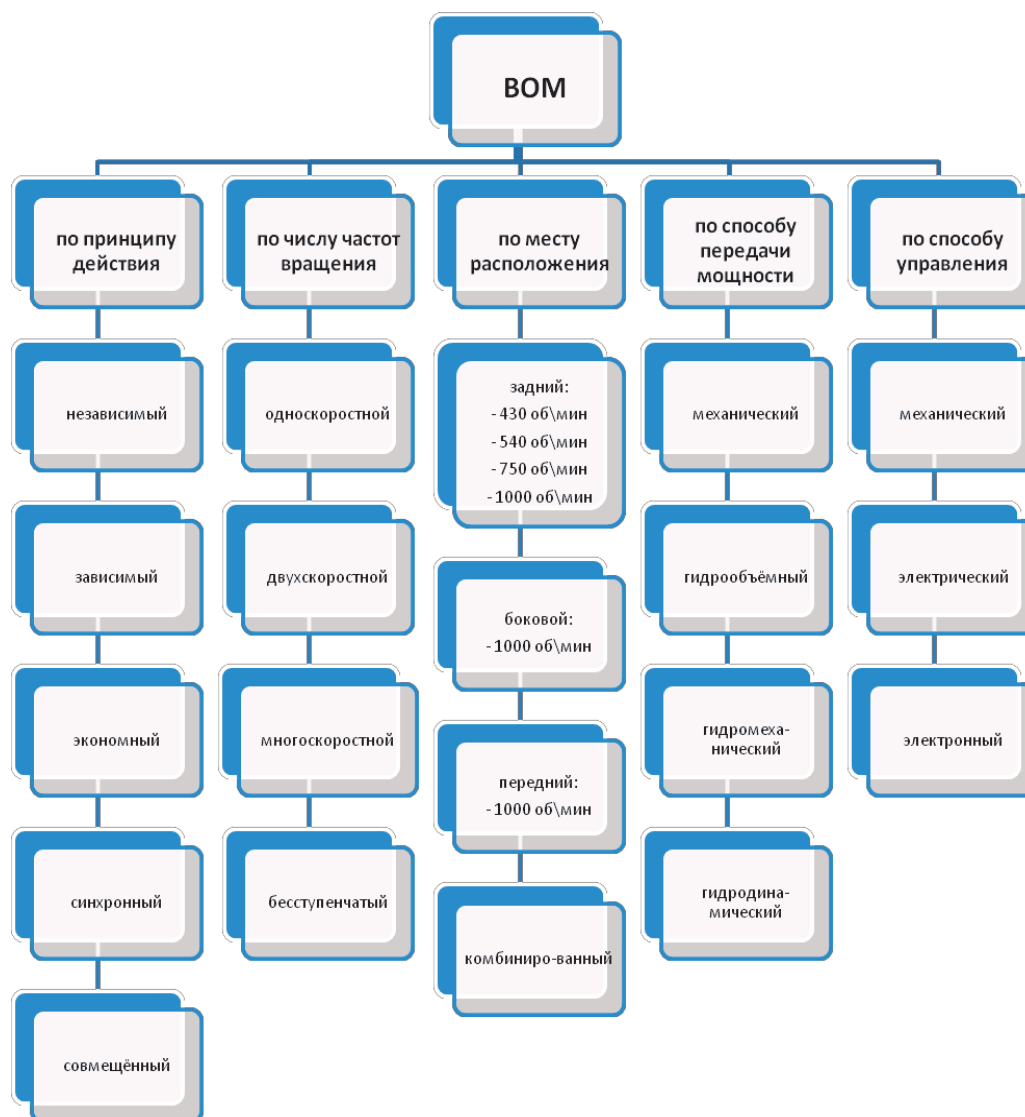 ВОМ
по принципу
действия
независимый
зависимый
экономный
синхронный
совмещённый
по числу частот
вращения
односкоростной
двухскоростной
многоскоростной
бесступенчатый
по месту
расположения
задний:
- 430 об\мин
- 540 об\мин
- 750 об\мин
- 1000 об\мин
боковой:
- 1000 об\мин
передний:
- 1000 об\мин
комбиниро-ванный
по способу
передачи
мощности
механический
гидрообъёмный
гидромеха-
нический
гидродина-
мический
по способу
управления
механический
электрический
электронный